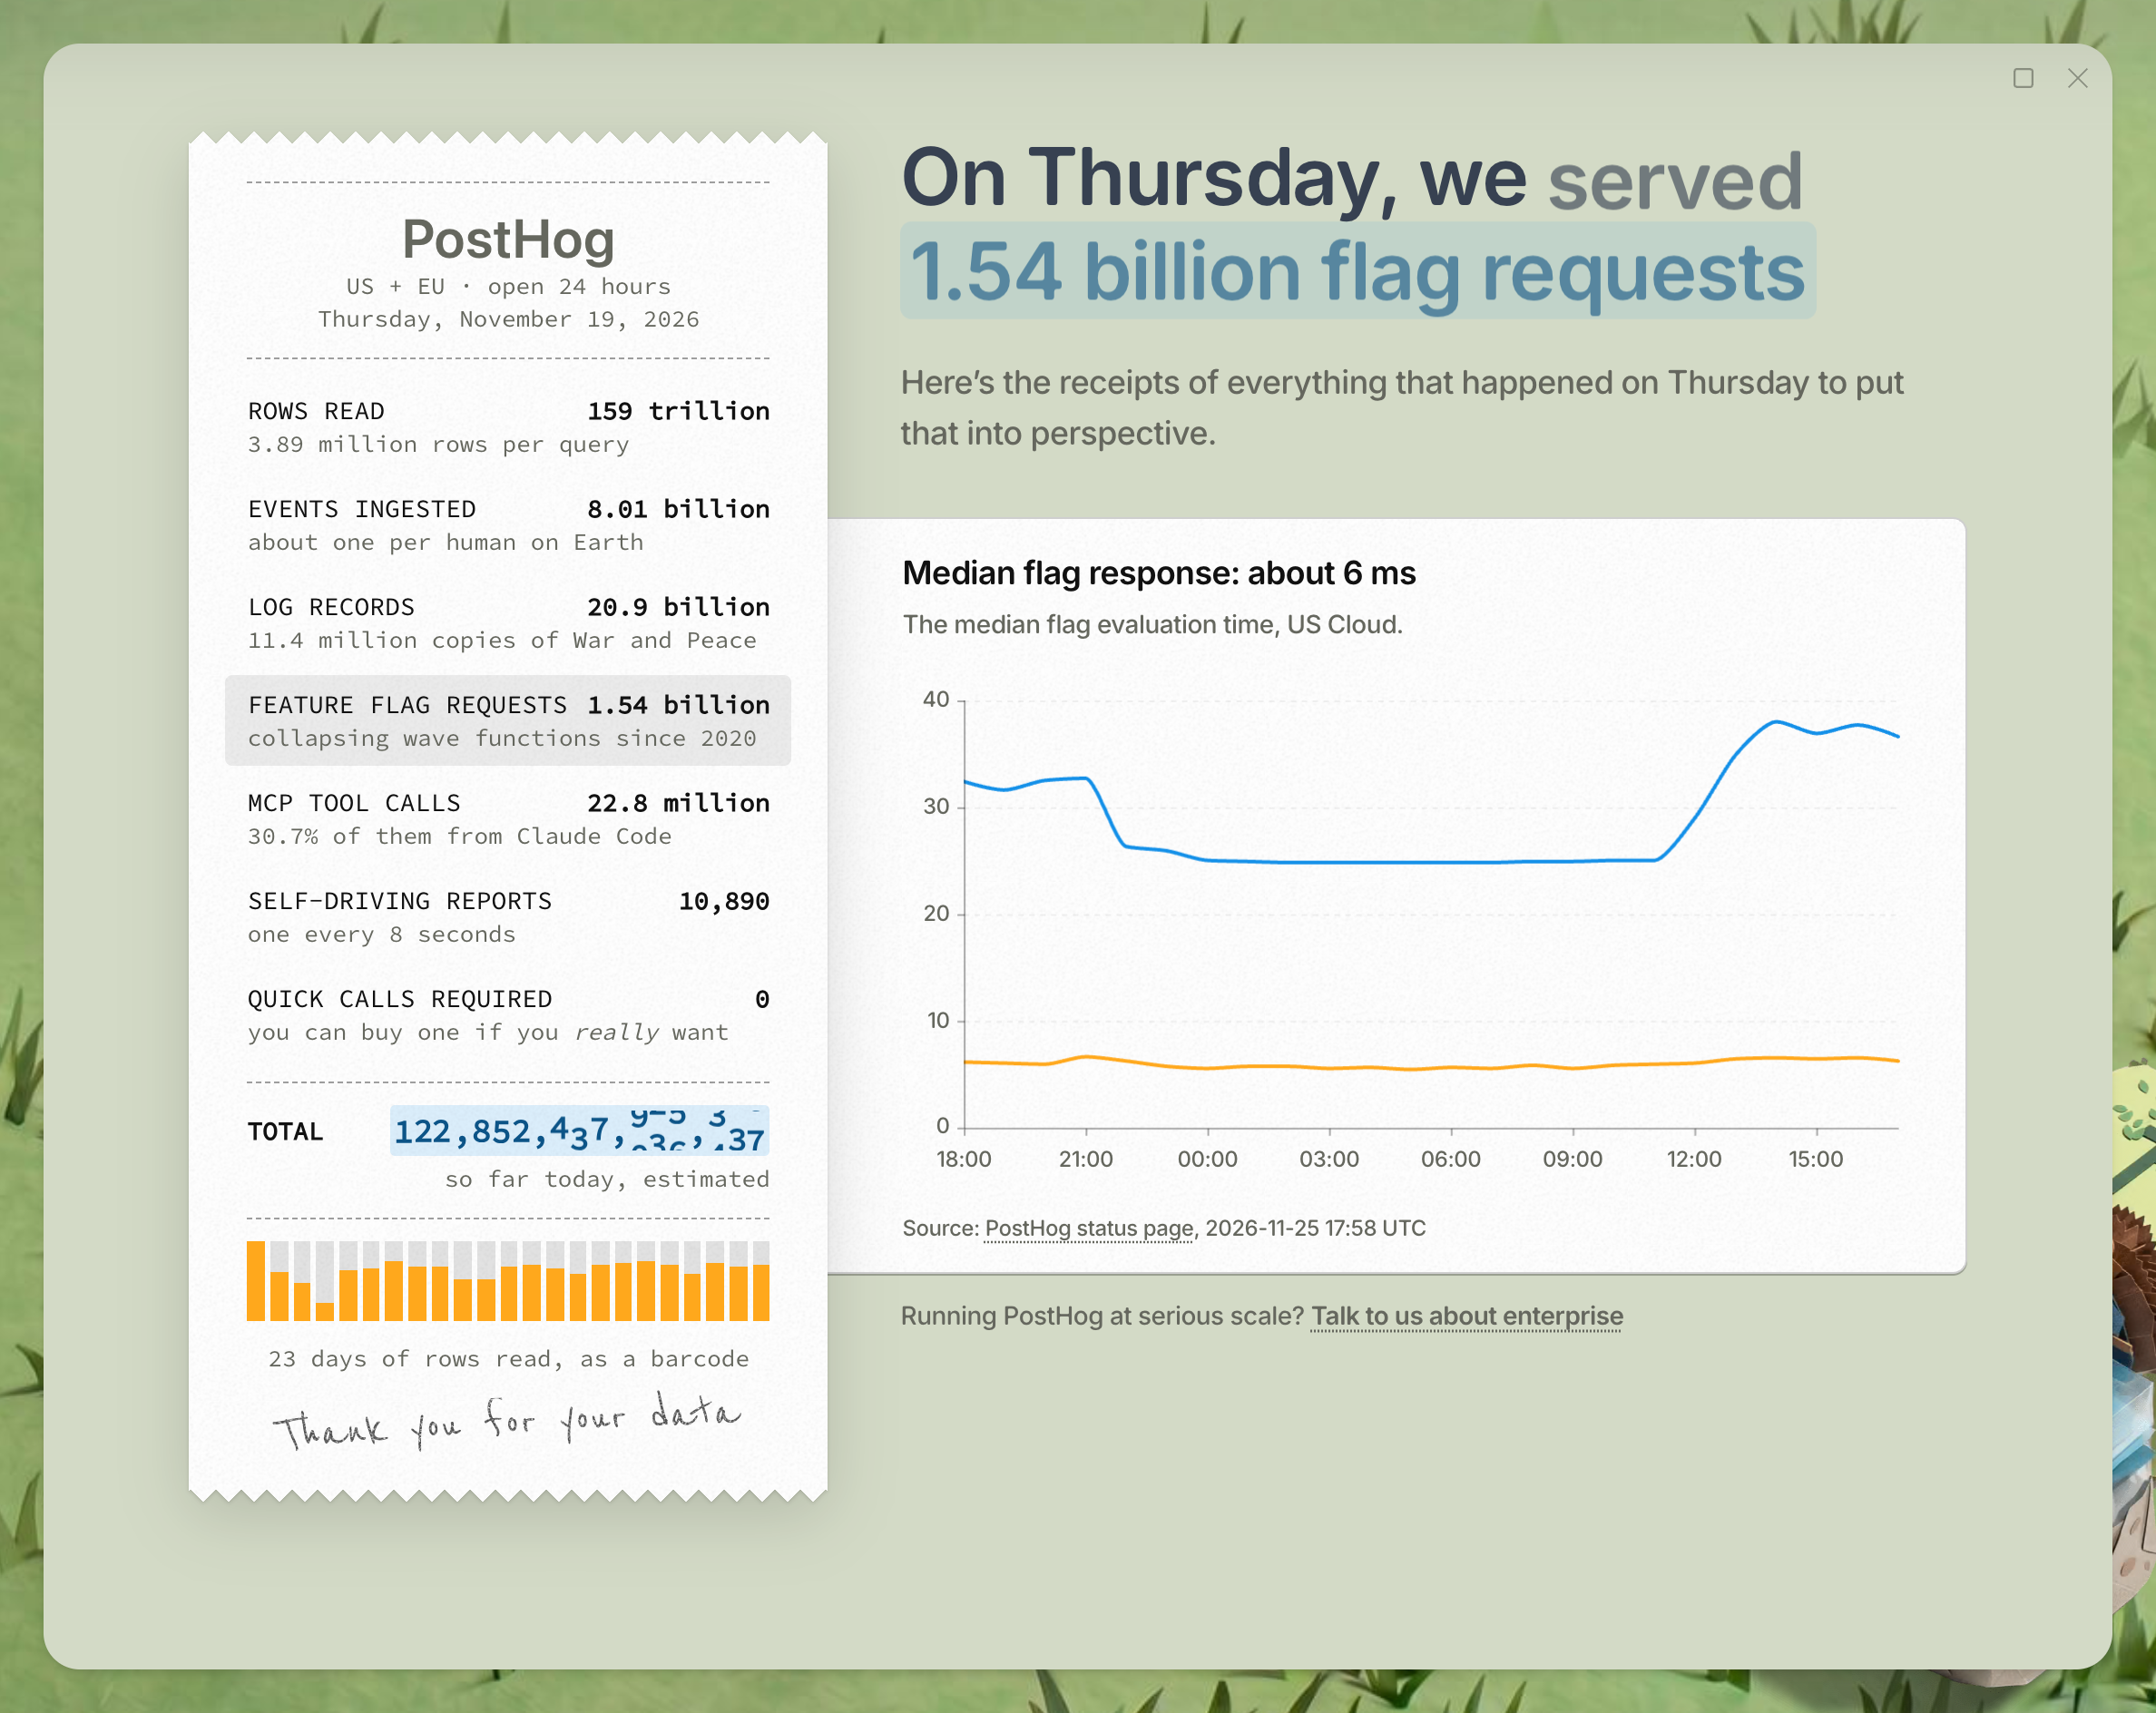 PostHog
US + EU · open 24 hours
Thursday, November 19, 2026
ROWS READ 159 trillion
3.89 million rows per query
EVENTS INGESTED 8.01 billion
about one per human on Earth
LOG RECORDS 20.9 billion
11.4 million copies of War and Peace
FEATURE FLAG REQUESTS 1.54 billion
collapsing wave functions since 2020
MCP TOOL CALLS 22.8 million
30.7% of them from Claude Code
SELF-DRIVING REPORTS 10,890
one every 8 seconds
QUICK CALLS REQUIRED 0
you can buy one if you really want
TOTAL
so far today, estimated
23 days of rows read, as a barcode
Thank you for your data
On Thursday, we served
1.54 billion flag requests
Here’s the receipts of everything that happened on Thursday to put
that into perspective.
Median flag response: about 6 ms
The median flag evaluation time, US Cloud.
40
30
20
10
0
18:00 21:00 00:00 03:00 06:00 09:00 12:00 15:00
Source: PostHog status page, 2026-11-25 17:58 UTC
Running PostHog at serious scale? Talk to us about enterprise